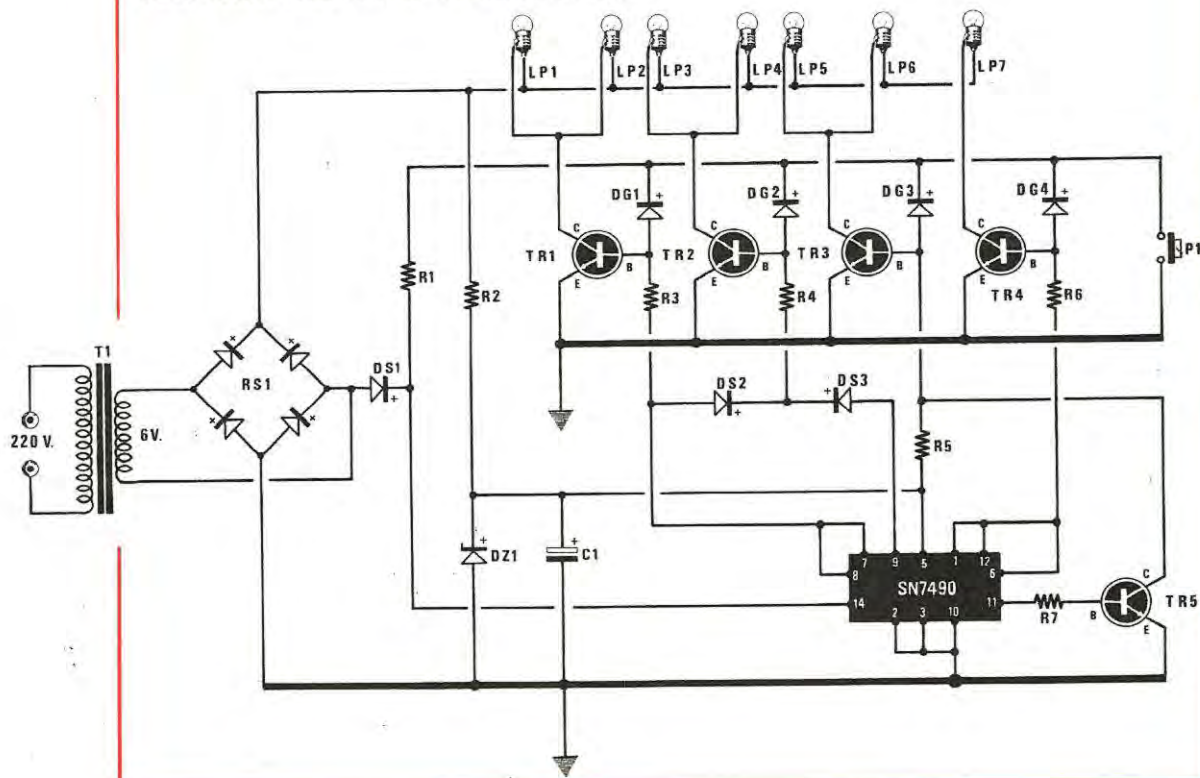 LP1 LP2 LP3 LP4 LP5 LP6 LP7
DG1 DG2 DG3 DG4
C C C C
TR1 TR2 TR3 P1
B B B B
E E E E
TR4
R1 R2 R3 R4 R6
T1
RS1 DS1 DS2 DS3
220 V. 6V.
R5
DZ1 C1
7 9 5 1 12
8 6
SN7490
14 11
2 3 10
R7
C
B
E
TR5